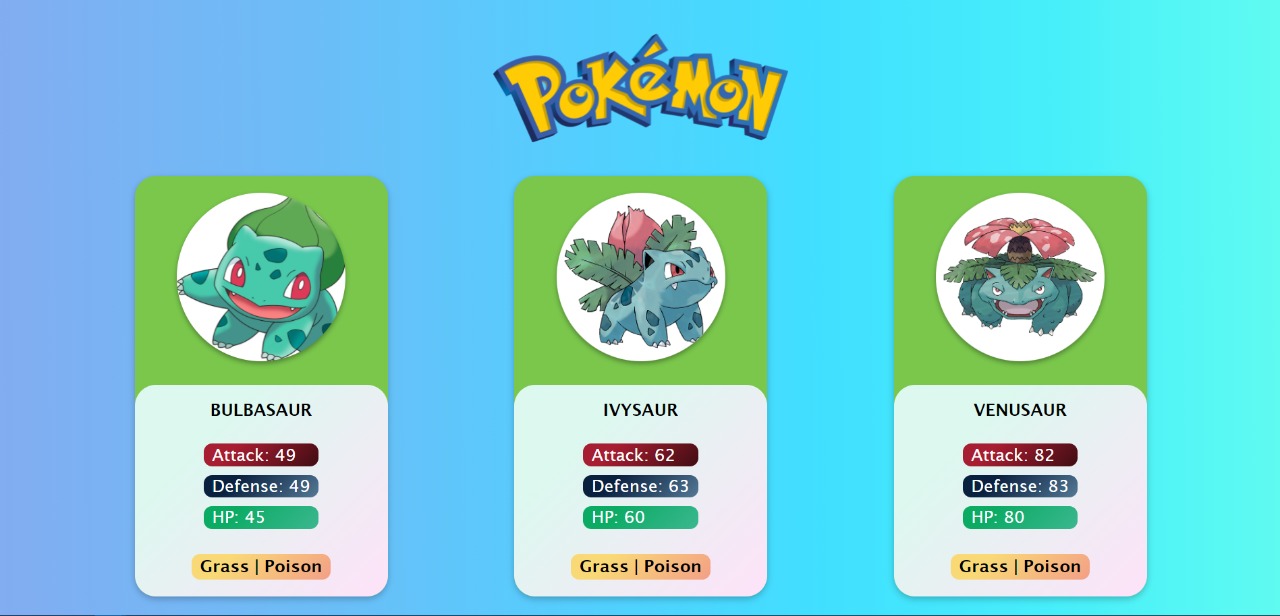 Pokémon
BULBASAUR
Attack: 49
Defense: 49
HP: 45
Grass | Poison
IVYSAUR
Attack: 62
Defense: 63
HP: 60
Grass | Poison
VENUSAUR
Attack: 82
Defense: 83
HP: 80
Grass | Poison